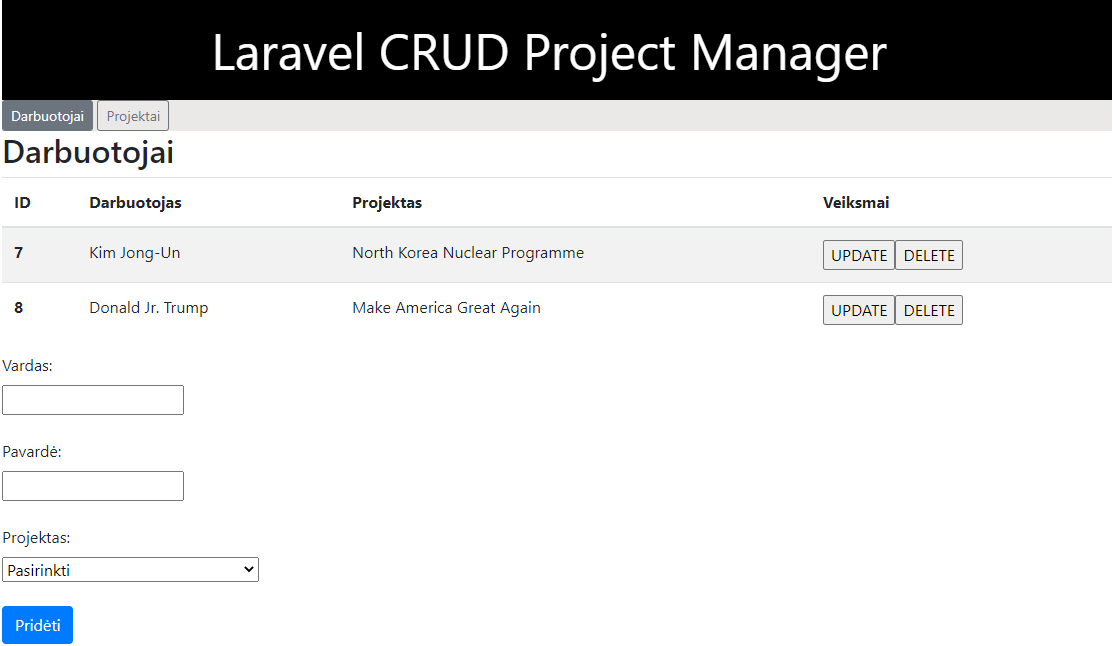 Laravel CRUD Project Manager
Darbuotojai Projektai
Darbuotojai
ID Darbuotojas Projektas Veiksmai
7 Kim Jong-Un North Korea Nuclear Programme UPDATE DELETE
8 Donald Jr. Trump Make America Great Again UPDATE DELETE
Vardas:
Pavardė:
Projektas:
Pasirinkti
Pridėti